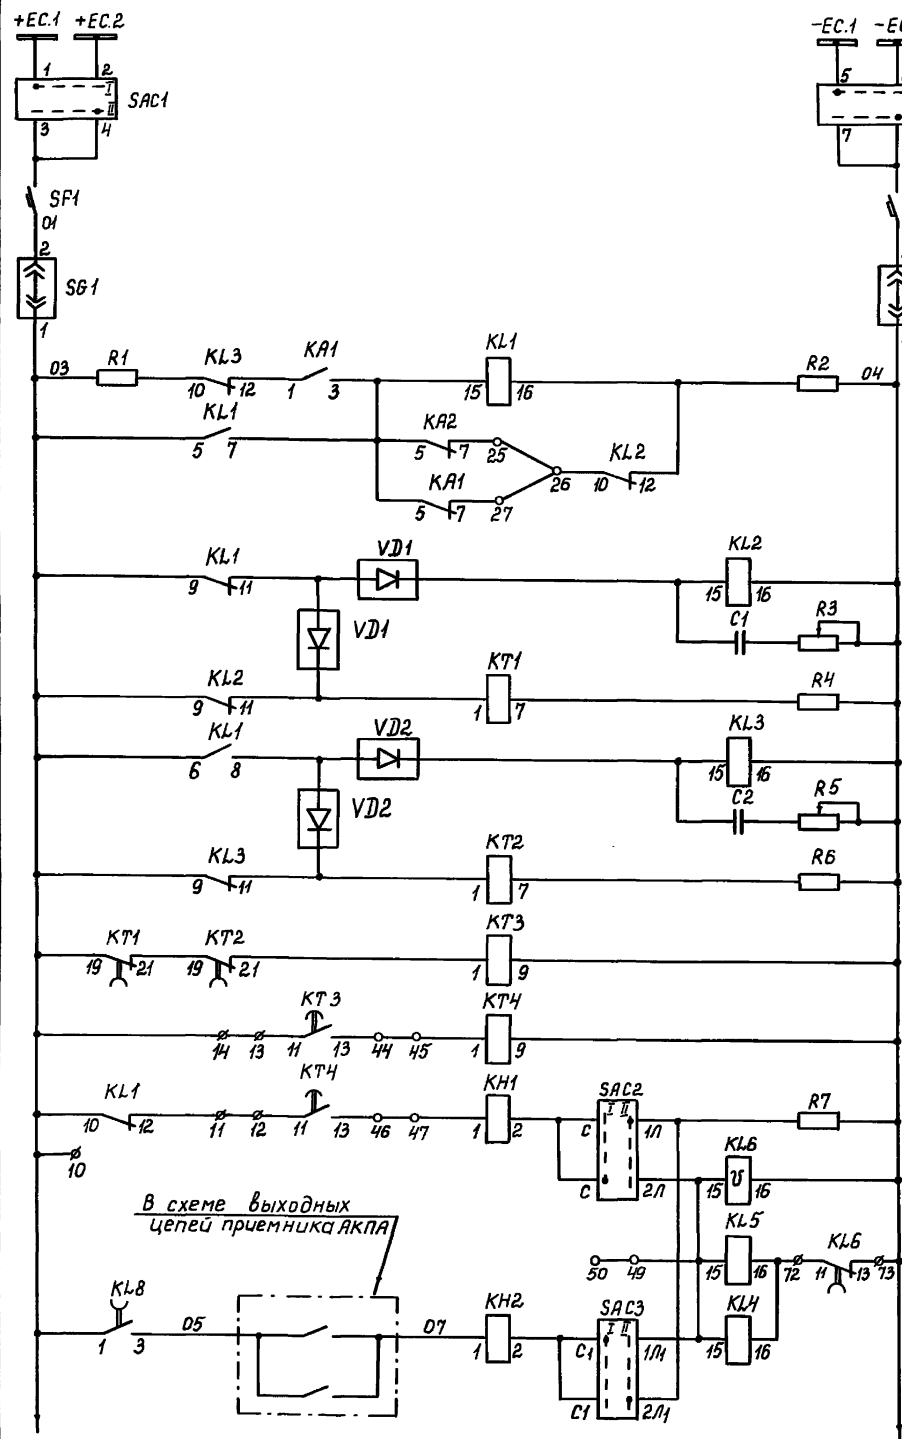 +EC.1 +EC.2 -EC.1 -EC
1 2 5
I
II
SAC1
3 4 7
SF1
01
2
SG1
1
03 R1 KL3 KA1 KL1 R2 04
10 12 1 3 15 16
KL1
5 7
KA2 KL2
5 7 25 26 10 12
KA1
5 7 27
KL1 VD1 KL2
9 11 15 16
VD1 C1 R3
KL2 KT1 R4
9 11 1 7
KL1 VD2 KL3
6 8 15 16
VD2 C2 R5
KL3 KT2 R6
9 11 1 7
KT1 KT2 KT3
19 21 19 21 1 9
KT3 KT4
14 13 11 13 44 45 1 9
KL1 KT4 KH1 SAC2 R7
10 12 11 12 11 13 46 47 1 2 C I II 1Л
10
KL6
C 2Л 15 U 16
В схеме выходных
цепей приемника АКПА
KL5 KL6
50 49 15 16 72 11 13 73
KL8 05 07 KH2 SAC3 KL4
1 3 1 2 C1 I II 1Л1 15 16
C1 2Л1